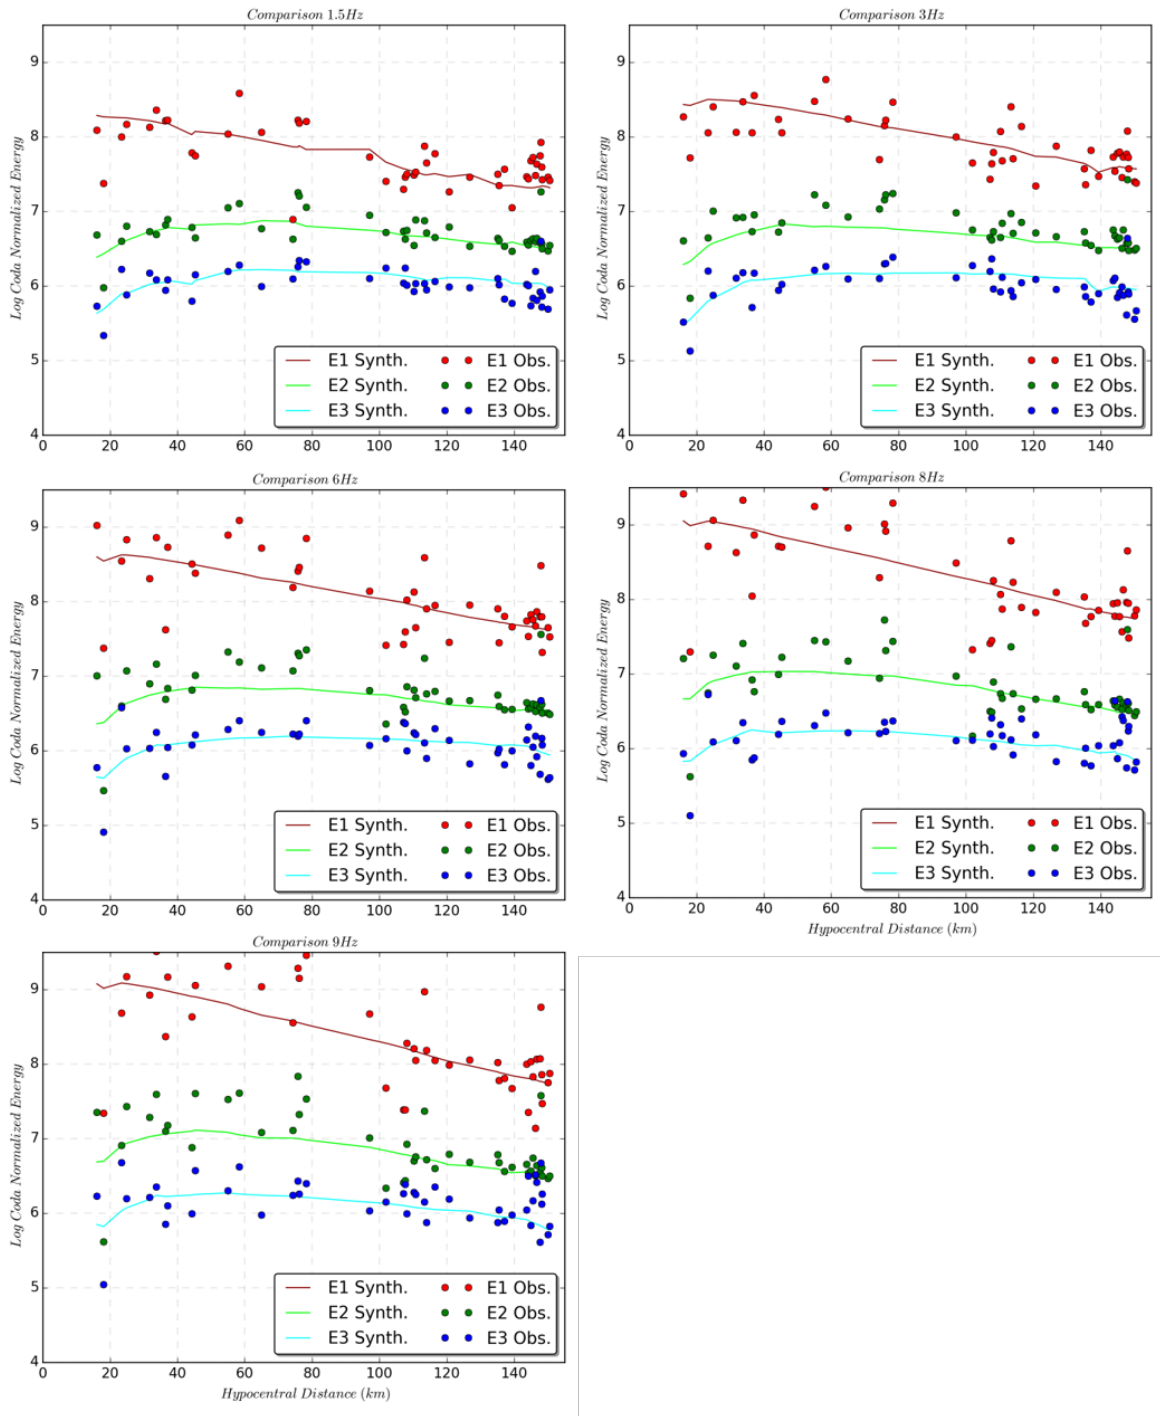 Comparison 1.5Hz
Log Coda Normalized Energy
9
8
7
6
5
4
0 20 40 60 80 100 120 140
E1 Synth. E1 Obs.
E2 Synth. E2 Obs.
E3 Synth. E3 Obs.
Comparison 3Hz
Log Coda Normalized Energy
9
8
7
6
5
4
0 20 40 60 80 100 120 140
E1 Synth. E1 Obs.
E2 Synth. E2 Obs.
E3 Synth. E3 Obs.
Comparison 6Hz
Log Coda Normalized Energy
9
8
7
6
5
4
0 20 40 60 80 100 120 140
E1 Synth. E1 Obs.
E2 Synth. E2 Obs.
E3 Synth. E3 Obs.
Comparison 8Hz
Log Coda Normalized Energy
9
8
7
6
5
4
0 20 40 60 80 100 120 140
E1 Synth. E1 Obs.
E2 Synth. E2 Obs.
E3 Synth. E3 Obs.
Hypocentral Distance (km)
Comparison 9Hz
Log Coda Normalized Energy
9
8
7
6
5
4
0 20 40 60 80 100 120 140
E1 Synth. E1 Obs.
E2 Synth. E2 Obs.
E3 Synth. E3 Obs.
Hypocentral Distance (km)